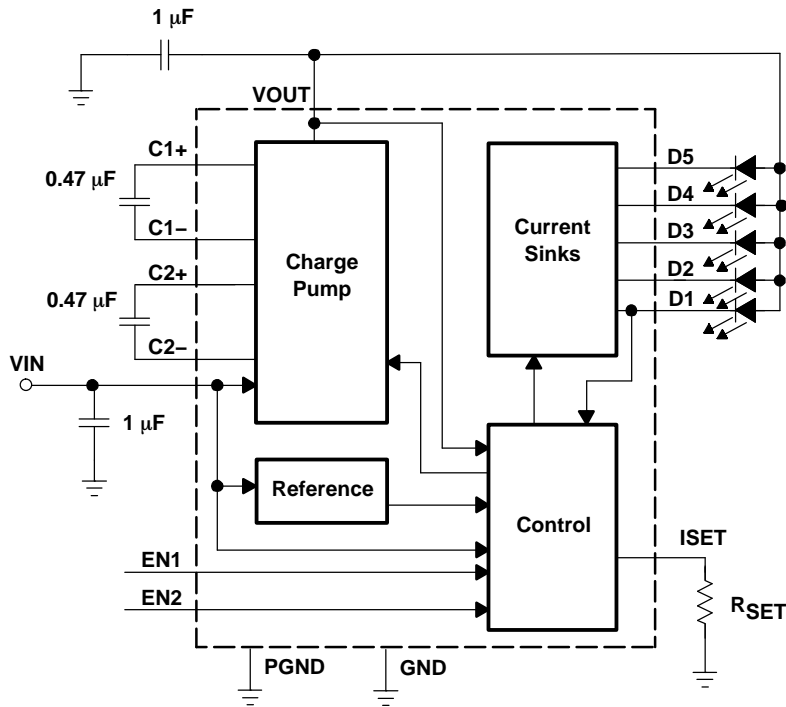 1 μF
VOUT
C1+
0.47 μF
C1−
C2+
0.47 μF
C2−
VIN
1 μF
Charge
Pump
Current
Sinks
D5
D4
D3
D2
D1
Reference
Control
ISET
RSET
EN1
EN2
PGND
GND